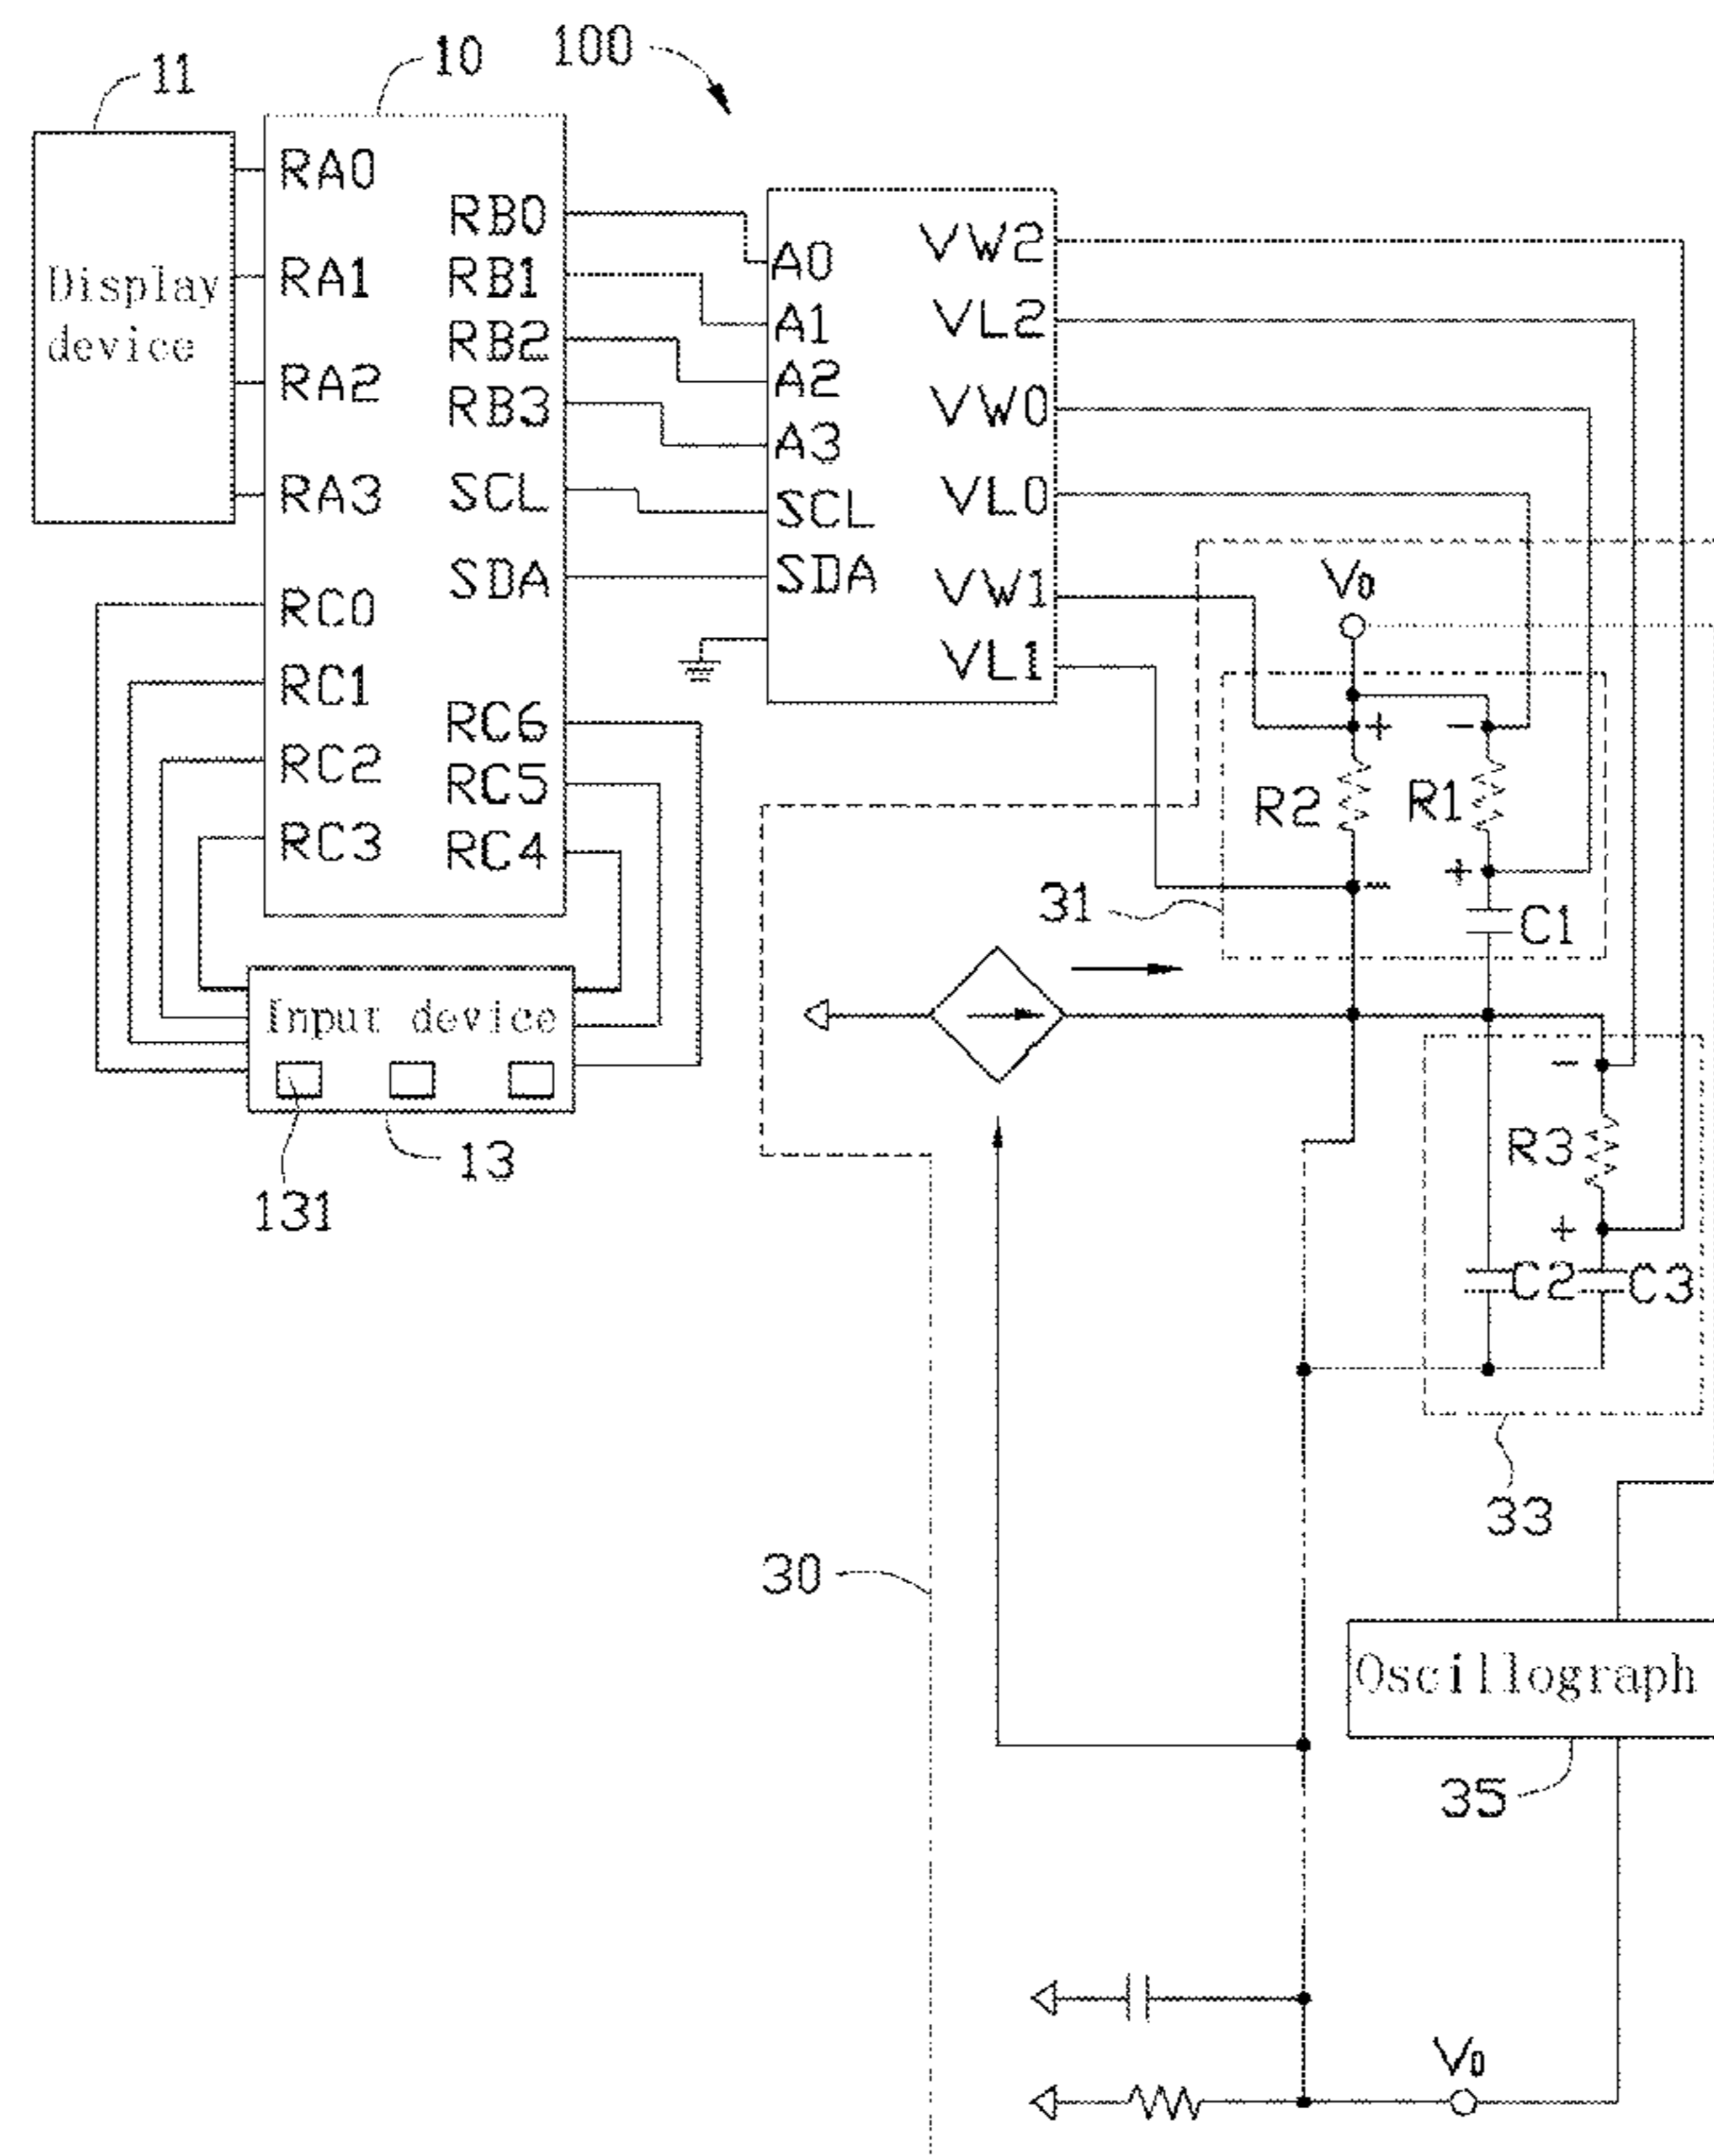 11
10
100
Display
device
RA0
RA1
RA2
RA3
RC0
RC1
RC2
RC3
RB0
RB1
RB2
RB3
SCL
SDA
RC6
RC5
RC4
A0
A1
A2
A3
SCL
SDA
VW2
VL2
VW0
VL0
VW1
VL1
Input device
131
13
V0
+
-
R2
R1
+
-
C1
31
-
R3
+
C2
C3
33
30
Oscillograph
35
V0